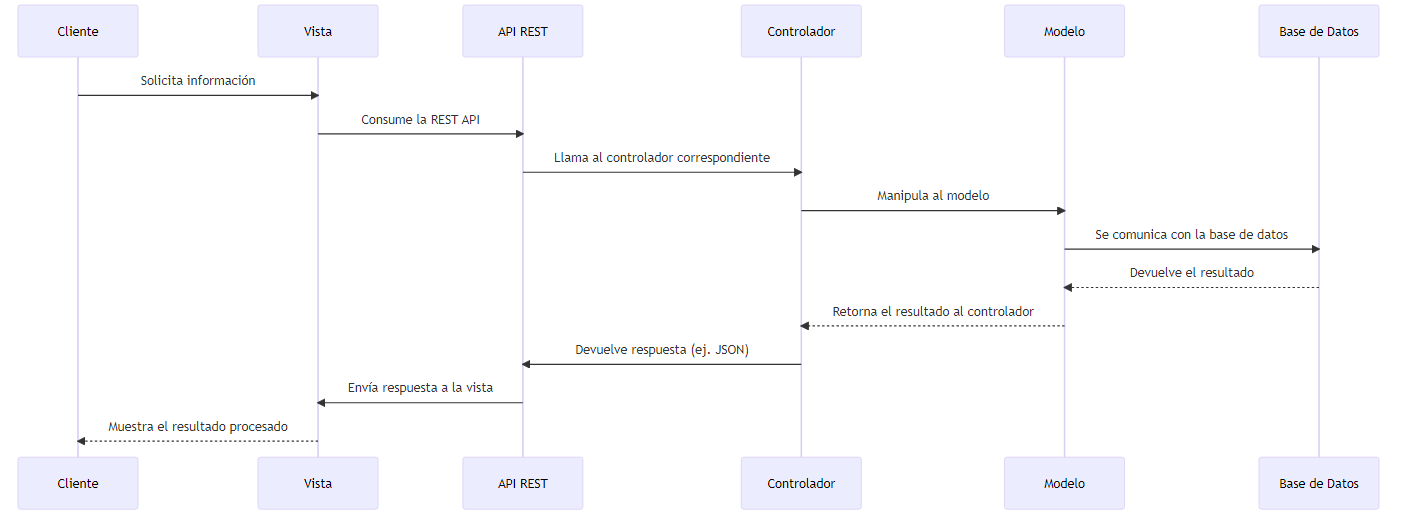 Cliente
Vista
API REST
Controlador
Modelo
Base de Datos
Solicita información
Consume la REST API
Llama al controlador correspondiente
Manipula al modelo
Se comunica con la base de datos
Devuelve el resultado
Retorna el resultado al controlador
Devuelve respuesta (ej. JSON)
Envía respuesta a la vista
Muestra el resultado procesado
Cliente
Vista
API REST
Controlador
Modelo
Base de Datos